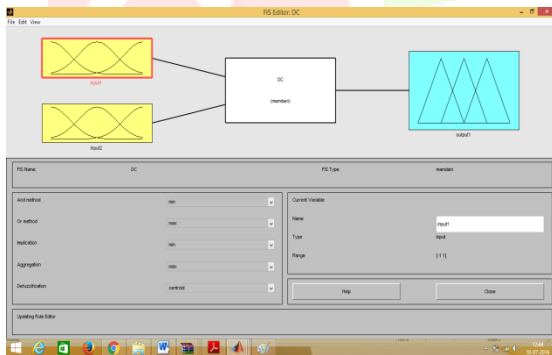 FIS Editor: DC
File Edit View
input1
DC
(mamdani)
input2
output1
FIS Name: DC FIS Type: mamdani
And method min
Or method max
Implication min
Aggregation max
Defuzzification centroid
Current Variable
Name input1
Type input
Range [-1 1]
Help Close
Updating Rule Editor
12:44